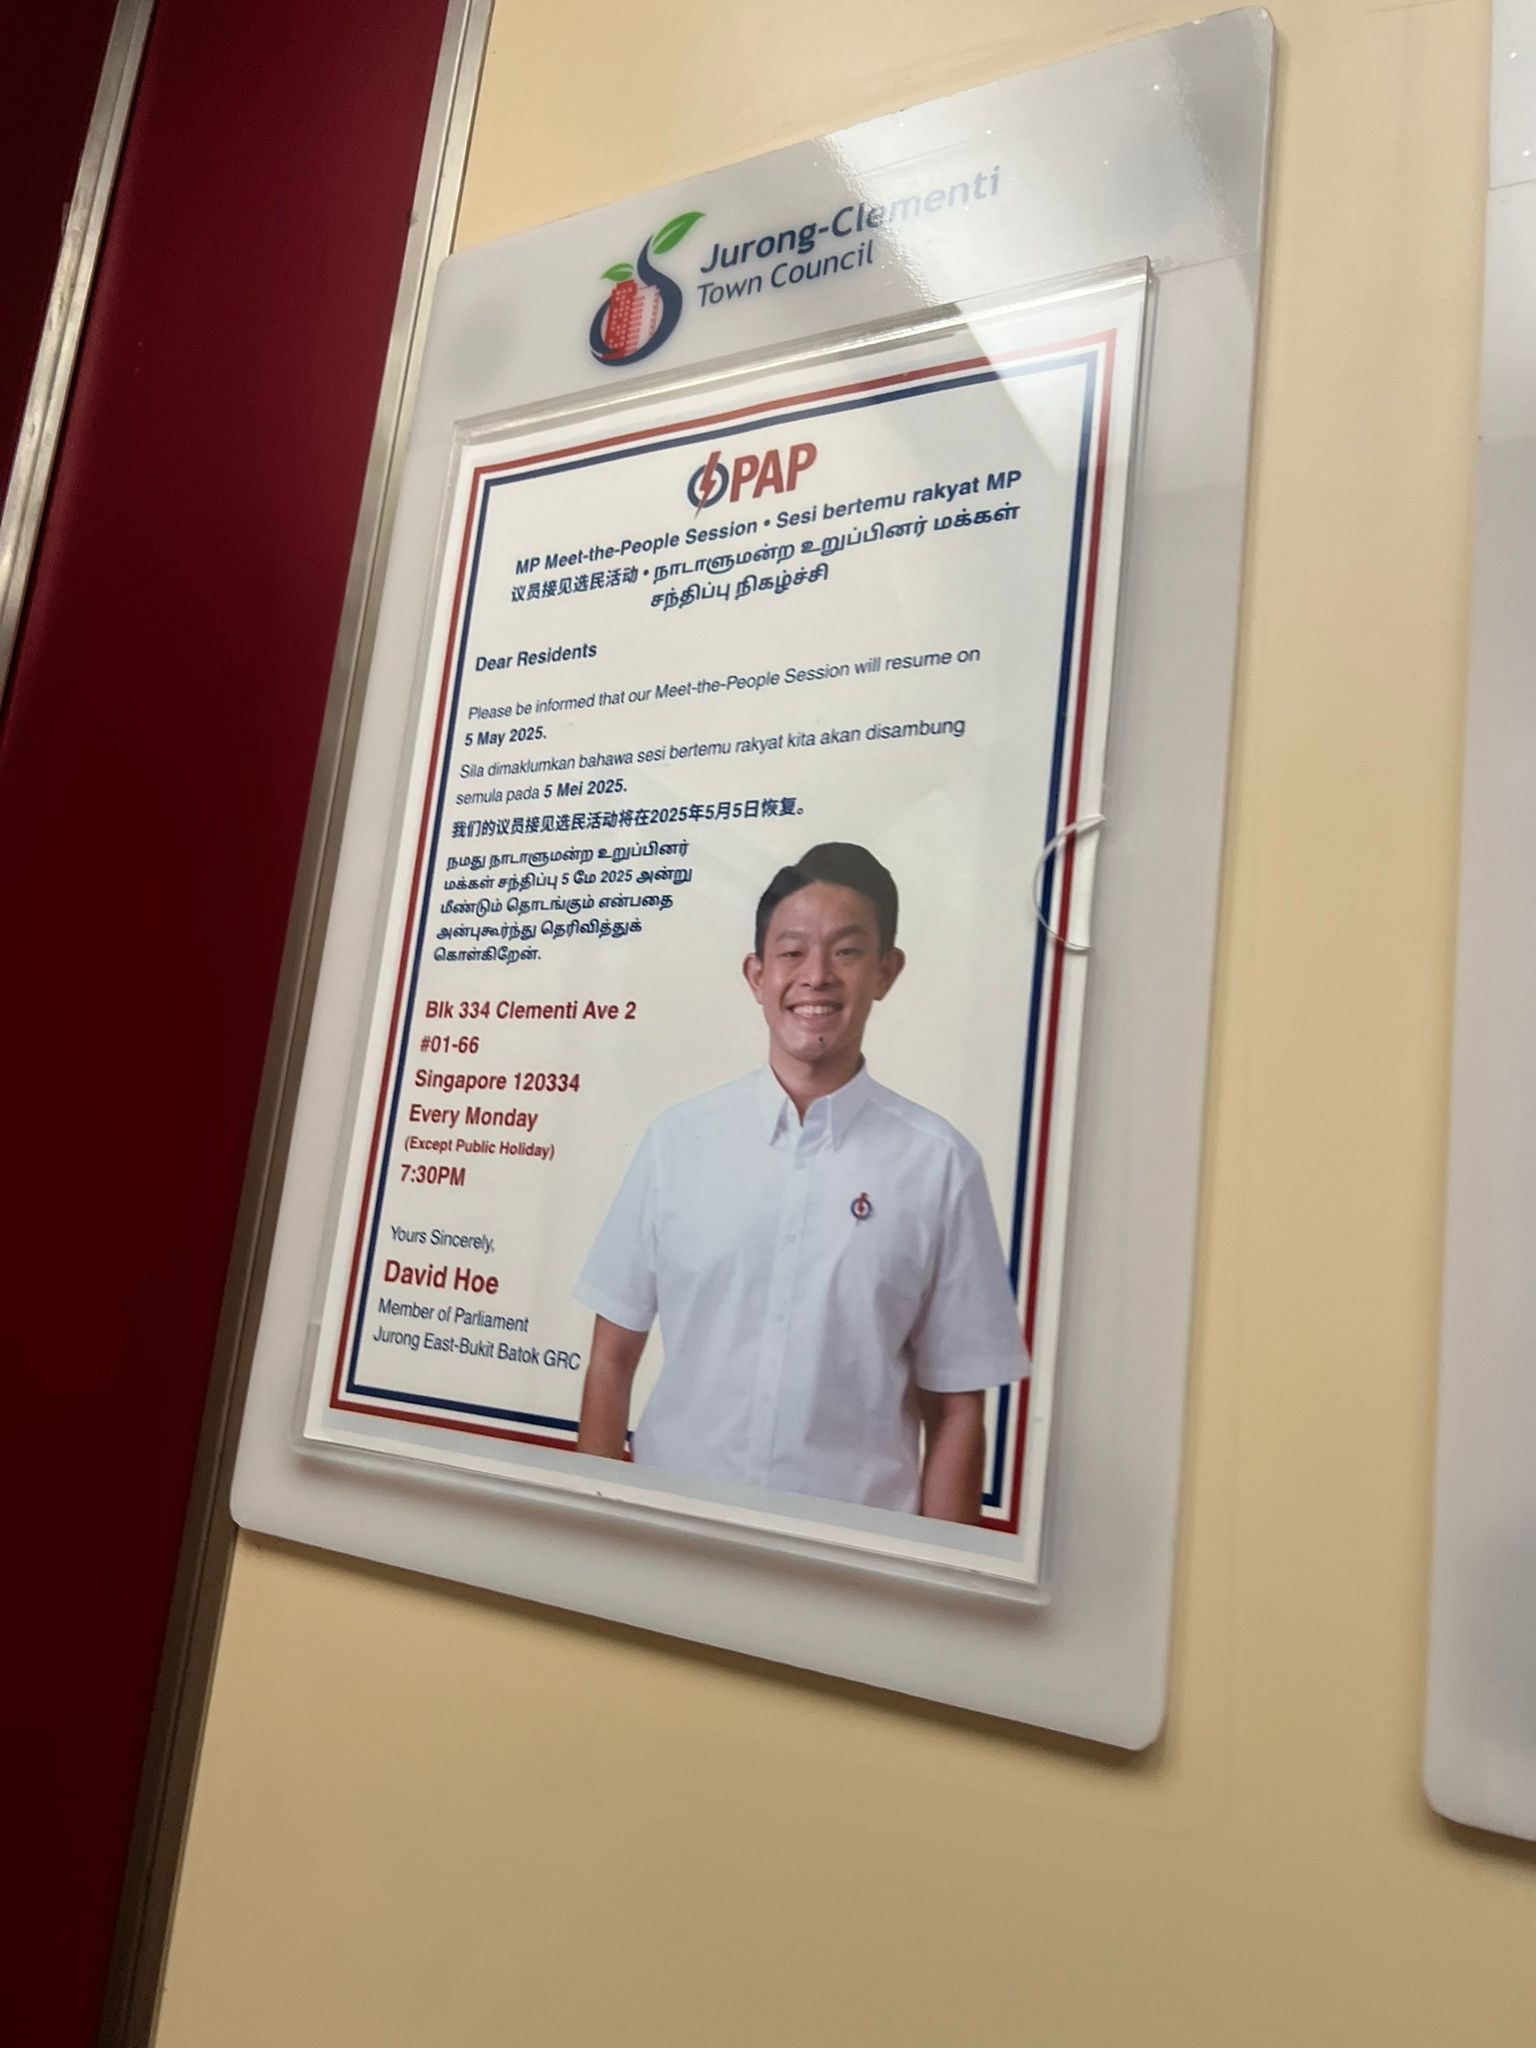 Jurong-Clementi
Town Council
PAP
MP Meet-the-People Session • Sesi bertemu rakyat MP
议员接见选民活动 • நாடாளுமன்ற உறுப்பினர் மக்கள்
சந்திப்பு நிகழ்ச்சி
Dear Residents
Please be informed that our Meet-the-People Session will resume on
5 May 2025.
Sila dimaklumkan bahawa sesi bertemu rakyat kita akan disambung
semula pada 5 Mei 2025.
我们的议员接见选民活动将在2025年5月5日恢复。
நமது நாடாளுமன்ற உறுப்பினர்
மக்கள் சந்திப்பு 5 மே 2025 அன்று
மீண்டும் தொடங்கும் என்பதை
அன்புகூர்ந்து தெரிவித்துக்
கொள்கிறேன்.
Blk 334 Clementi Ave 2
#01-66
Singapore 120334
Every Monday
(Except Public Holiday)
7:30PM
Yours Sincerely,
David Hoe
Member of Parliament
Jurong East-Bukit Batok GRC